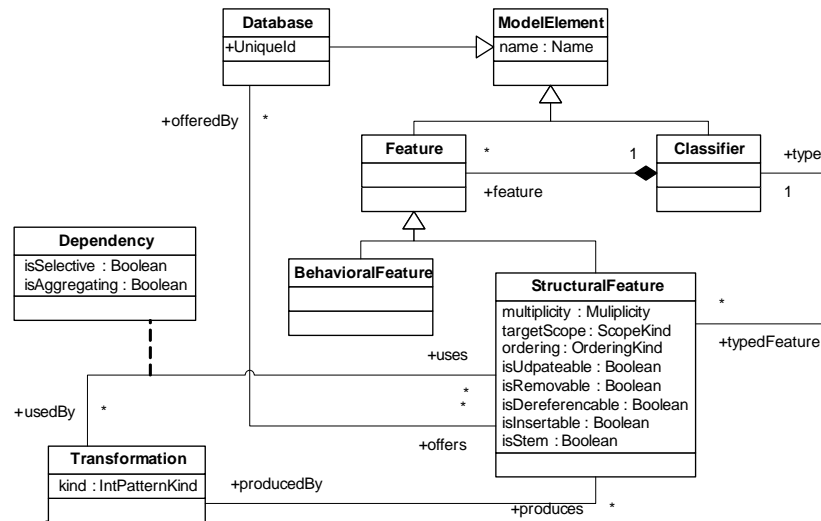 Database
+UniqueId
ModelElement
name : Name
+offeredBy
*
Feature
*
+feature
1
Classifier
+type
1
Dependency
isSelective : Boolean
isAggregating : Boolean
BehavioralFeature
StructuralFeature
multiplicity : Muliplicity
targetScope : ScopeKind
ordering : OrderingKind
isUdpateable : Boolean
isRemovable : Boolean
isDereferencable : Boolean
isInsertable : Boolean
isStem : Boolean
*
+typedFeature
+uses
*
*
+usedBy
*
+offers
Transformation
kind : IntPatternKind
+producedBy
+produces
*